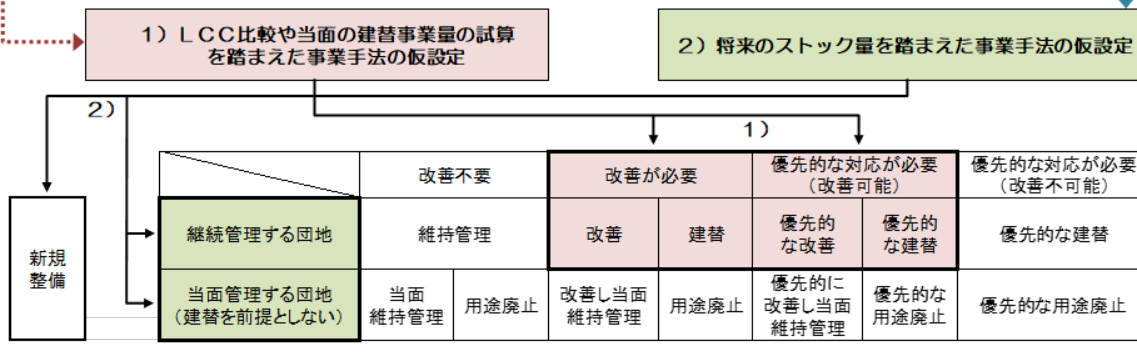 1）ＬＣＣ比較や当面の建替事業量の試算
を踏まえた事業手法の仮設定
2）将来のストック量を踏まえた事業手法の仮設定
2）
1）
改善不要
改善が必要
優先的な対応が必要
（改善可能）
優先的な対応が必要
（改善不可能）
新規
整備
継続管理する団地
維持管理
改善
建替
優先的
な改善
優先的
な建替
優先的な建替
当面管理する団地
（建替を前提としない）
当面
維持管理
用途廃止
改善し当面
維持管理
用途廃止
優先的に
改善し当面
維持管理
優先的な
用途廃止
優先的な用途廃止